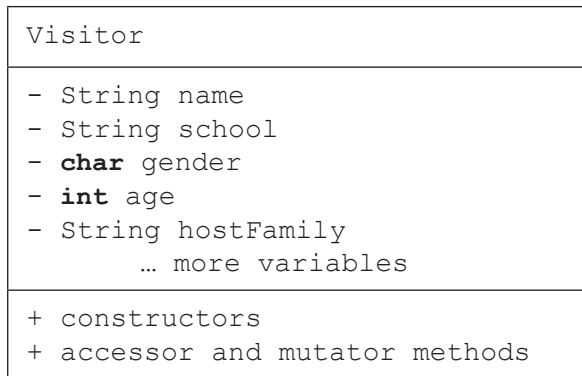 Visitor
- String name
- String school
- char gender
- int age
- String hostFamily
… more variables
+ constructors
+ accessor and mutator methods